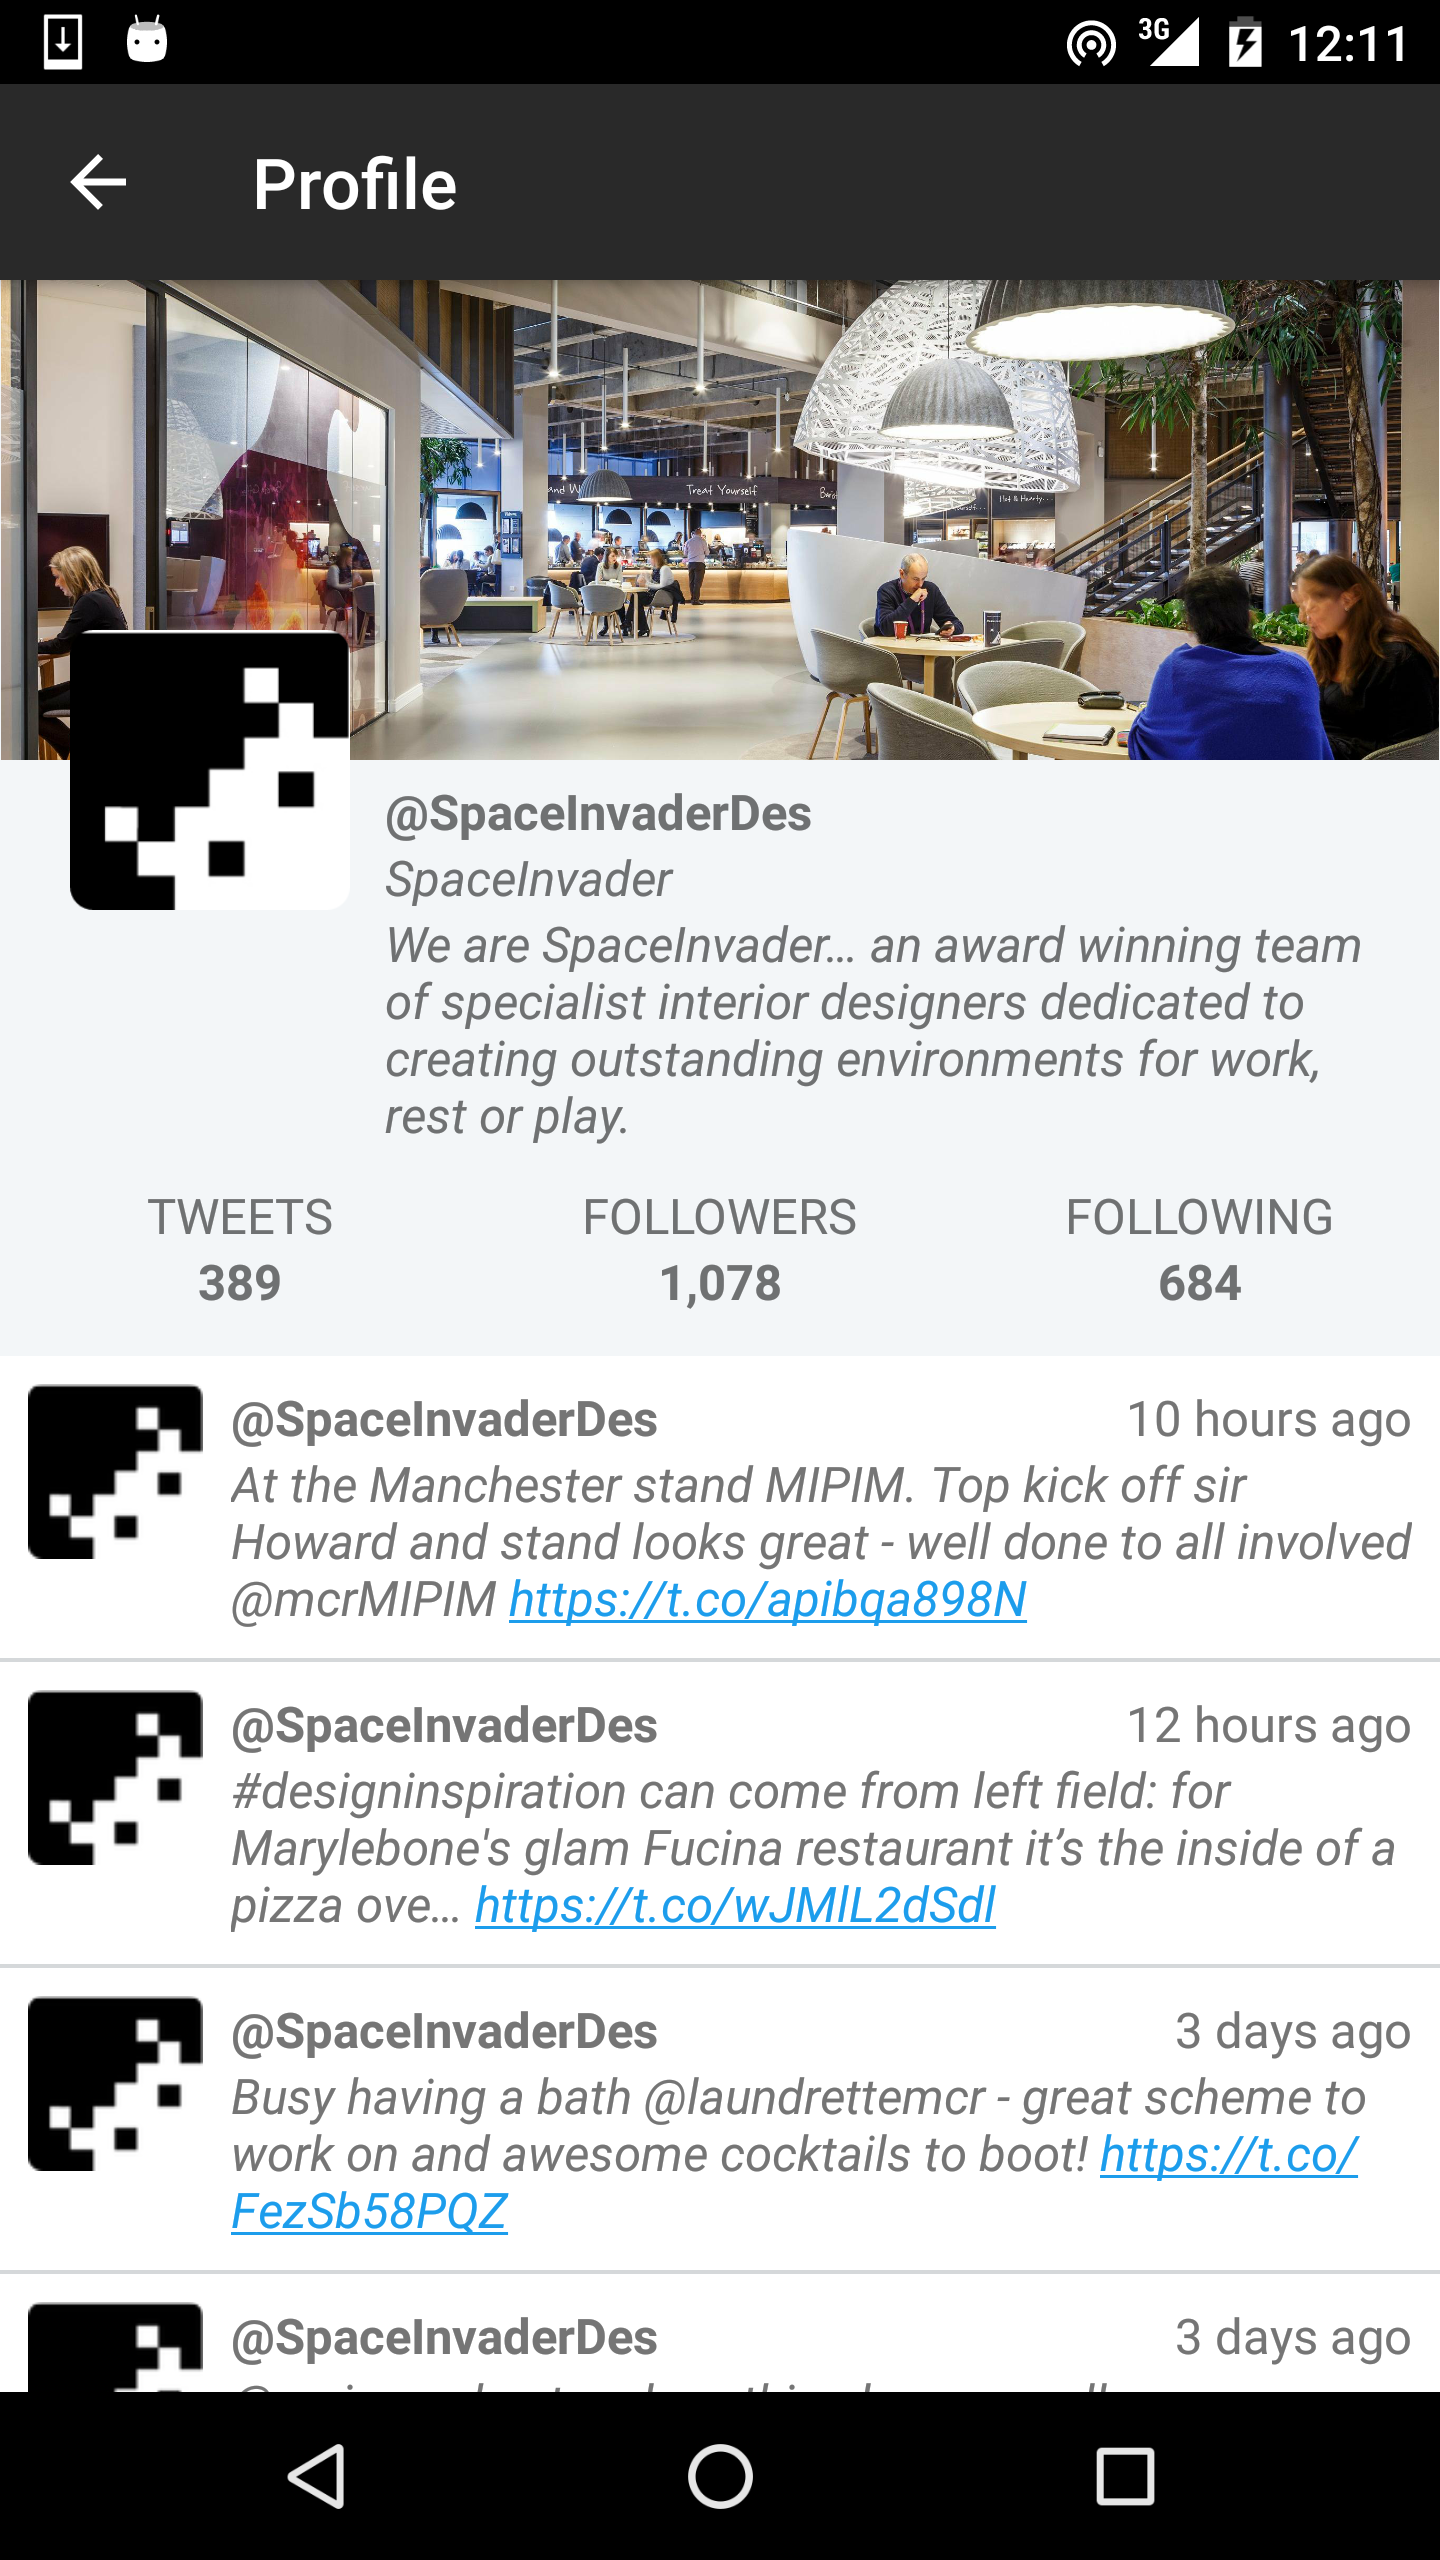 3G 12:11
Profile
Treat Yourself
@SpaceInvaderDes
SpaceInvader
We are SpaceInvader… an award winning team
of specialist interior designers dedicated to
creating outstanding environments for work,
rest or play.
TWEETS FOLLOWERS FOLLOWING
389 1,078 684
@SpaceInvaderDes 10 hours ago
At the Manchester stand MIPIM. Top kick off sir
Howard and stand looks great - well done to all involved
@mcrMIPIM https://t.co/apibqa898N
@SpaceInvaderDes 12 hours ago
#designinspiration can come from left field: for
Marylebone's glam Fucina restaurant it’s the inside of a
pizza ove… https://t.co/wJMlL2dSdl
@SpaceInvaderDes 3 days ago
Busy having a bath @laundrettemcr - great scheme to
work on and awesome cocktails to boot! https://t.co/
FezSb58PQZ
@SpaceInvaderDes 3 days ago